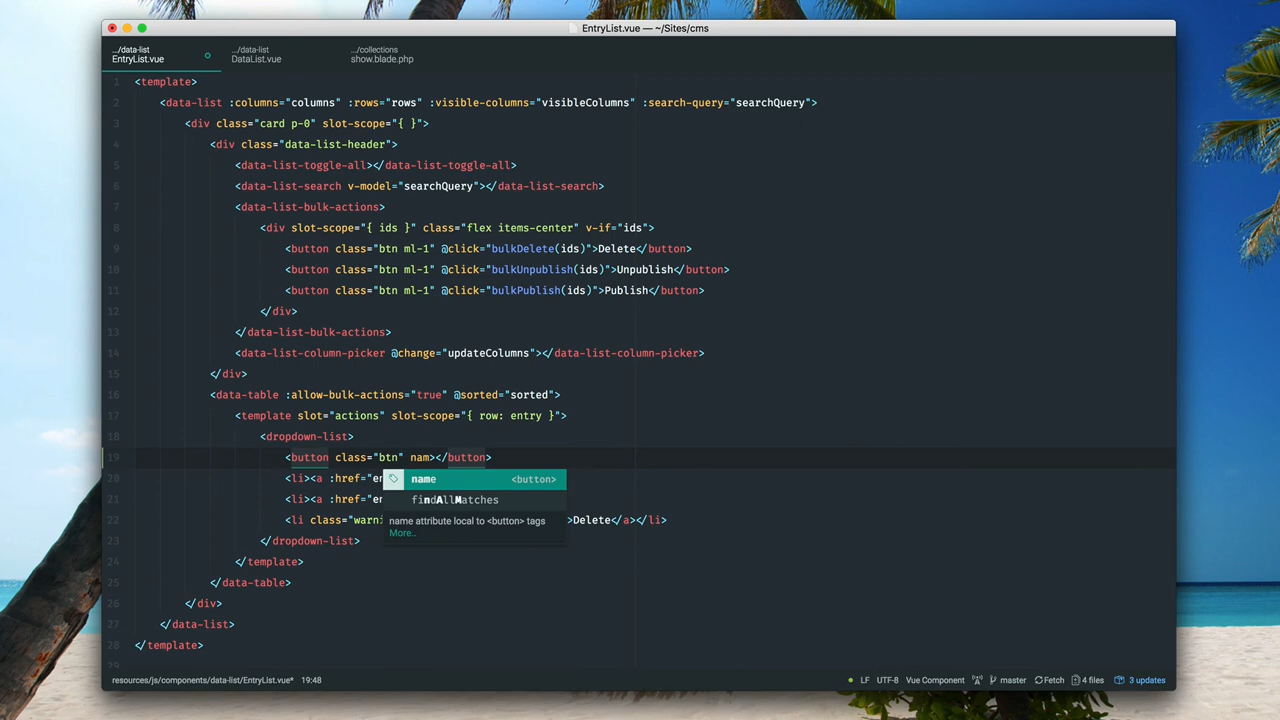 EntryList.vue — ~/Sites/cms
.../data-list
EntryList.vue
.../data-list
DataList.vue
.../collections
show.blade.php
1 <template>
2 <data-list :columns="columns" :rows="rows" :visible-columns="visibleColumns" :search-query="searchQuery">
3 <div class="card p-0" slot-scope="{ }">
4 <div class="data-list-header">
5 <data-list-toggle-all></data-list-toggle-all>
6 <data-list-search v-model="searchQuery"></data-list-search>
7 <data-list-bulk-actions>
8 <div slot-scope="{ ids }" class="flex items-center" v-if="ids">
9 <button class="btn ml-1" @click="bulkDelete(ids)">Delete</button>
10 <button class="btn ml-1" @click="bulkUnpublish(ids)">Unpublish</button>
11 <button class="btn ml-1" @click="bulkPublish(ids)">Publish</button>
12 </div>
13 </data-list-bulk-actions>
14 <data-list-column-picker @change="updateColumns"></data-list-column-picker>
15 </div>
16 <data-table :allow-bulk-actions="true" @sorted="sorted">
17 <template slot="actions" slot-scope="{ row: entry }">
18 <dropdown-list>
19 <button class="btn" nam></button>
20 <li><a :href="en
name <button>
21 <li><a :href="en
findAllMatches
22 <li class="warni
>Delete</a></li>
name attribute local to <button> tags
More..
23 </dropdown-list>
24 </template>
25 </data-table>
26 </div>
27 </data-list>
28 </template>
29
resources/js/components/data-list/EntryList.vue* 19:48 LF UTF-8 Vue Component master Fetch 4 files 3 updates